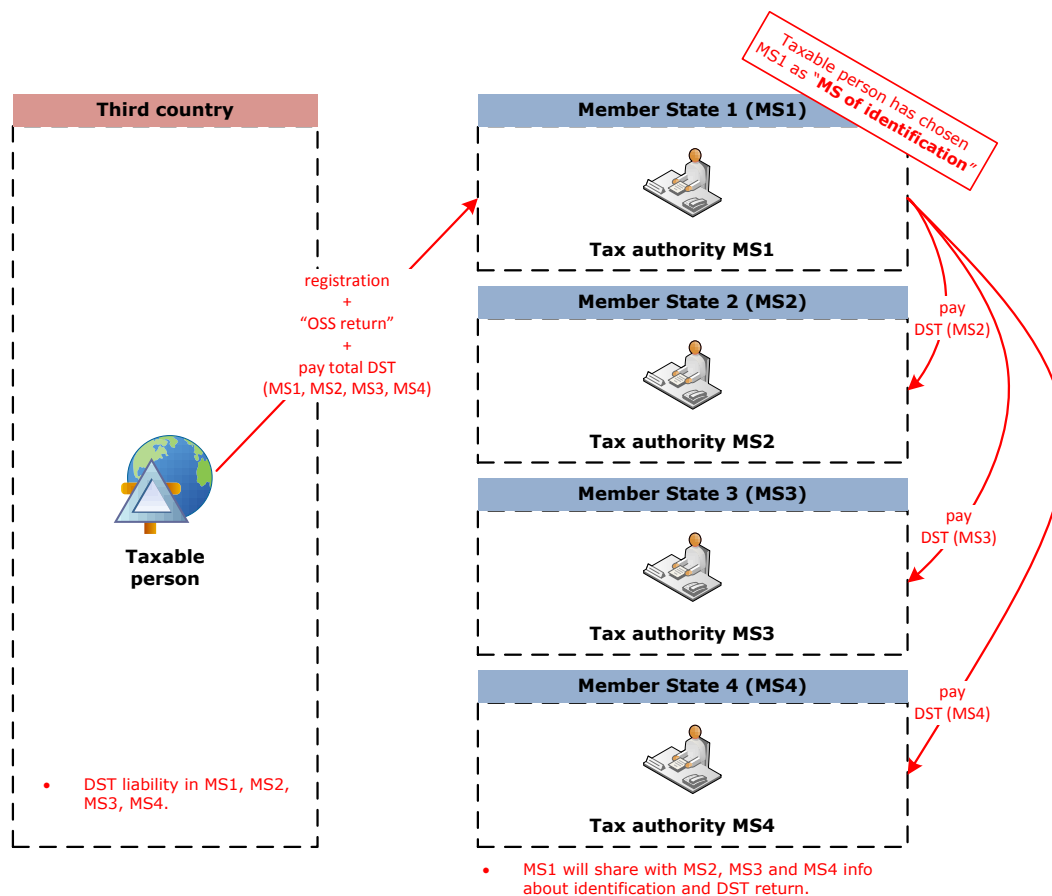 Taxable person has chosen
MS1 as “MS of identification”
Third country
Member State 1 (MS1)
Tax authority MS1
registration
+
“OSS return”
+
pay total DST
(MS1, MS2, MS3, MS4)
Member State 2 (MS2)
pay
DST (MS2)
Tax authority MS2
Taxable
person
Member State 3 (MS3)
pay
DST (MS3)
Tax authority MS3
Member State 4 (MS4)
pay
DST (MS4)
Tax authority MS4
• DST liability in MS1, MS2,
MS3, MS4.
• MS1 will share with MS2, MS3 and MS4 info
about identification and DST return.